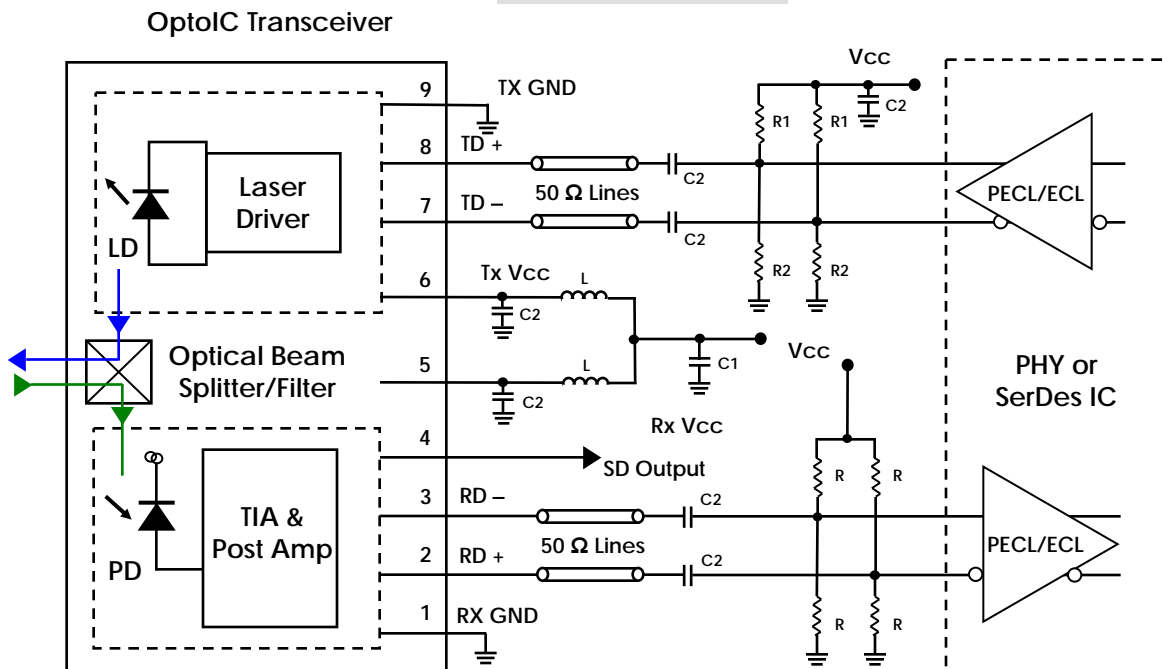 OptoIC Transceiver
Vcc
9
TX GND
C2
R1
R1
8
TD +
Laser
Driver
50 Ω Lines
C2
PECL/ECL
7
TD –
LD
C2
R2
R2
6
Tx Vcc
L
C2
Optical Beam
Splitter/Filter
5
L
C1
Vcc
PHY or
SerDes IC
C2
4
Rx Vcc
SD Output
R
R
3
RD –
C2
TIA &
Post Amp
50 Ω Lines
PECL/ECL
2
RD +
C2
PD
1
RX GND
R
R